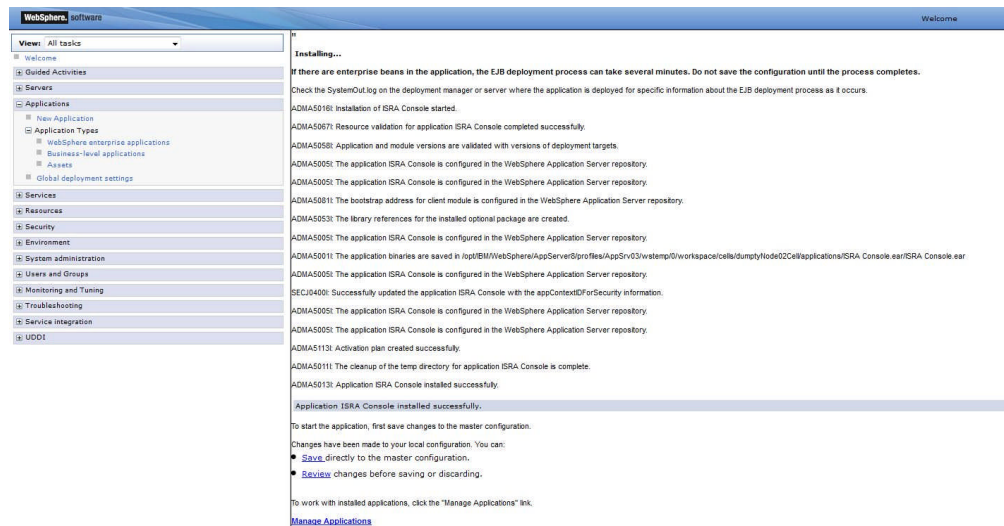 WebSphere. software
Welcome
View: All tasks
Welcome
Guided Activities
Servers
Applications
New Application
Application Types
WebSphere enterprise applications
Business-level applications
Assets
Global deployment settings
Services
Resources
Security
Environment
System administration
Users and Groups
Monitoring and Tuning
Troubleshooting
Service integration
UDDI
"
Installing...
If there are enterprise beans in the application, the EJB deployment process can take several minutes. Do not save the configuration until the process completes.
Check the SystemOut.log on the deployment manager or server where the application is deployed for specific information about the EJB deployment process as it occurs.
ADMA5016I: Installation of ISRA Console started.
ADMA5067I: Resource validation for application ISRA Console completed successfully.
ADMA5058I: Application and module versions are validated with versions of deployment targets.
ADMA5005I: The application ISRA Console is configured in the WebSphere Application Server repository.
ADMA5005I: The application ISRA Console is configured in the WebSphere Application Server repository.
ADMA5081I: The bootstrap address for client module is configured in the WebSphere Application Server repository.
ADMA5053I: The library references for the installed optional package are created.
ADMA5005I: The application ISRA Console is configured in the WebSphere Application Server repository.
ADMA5001I: The application binaries are saved in /opt/IBM/WebSphere/AppServer8/profiles/AppSrv03/wstemp/0/workspace/cells/dumptyNode02Cell/applications/ISRA Console.ear/ISRA Console.ear
ADMA5005I: The application ISRA Console is configured in the WebSphere Application Server repository.
SECJ0400I: Successfully updated the application ISRA Console with the appContextIDForSecurity information.
ADMA5005I: The application ISRA Console is configured in the WebSphere Application Server repository.
ADMA5005I: The application ISRA Console is configured in the WebSphere Application Server repository.
ADMA5113I: Activation plan created successfully.
ADMA5011I: The cleanup of the temp directory for application ISRA Console is complete.
ADMA5013I: Application ISRA Console installed successfully.
Application ISRA Console installed successfully.
To start the application, first save changes to the master configuration.
Changes have been made to your local configuration. You can:
Save directly to the master configuration.
Review changes before saving or discarding.
To work with installed applications, click the "Manage Applications" link.
Manage Applications